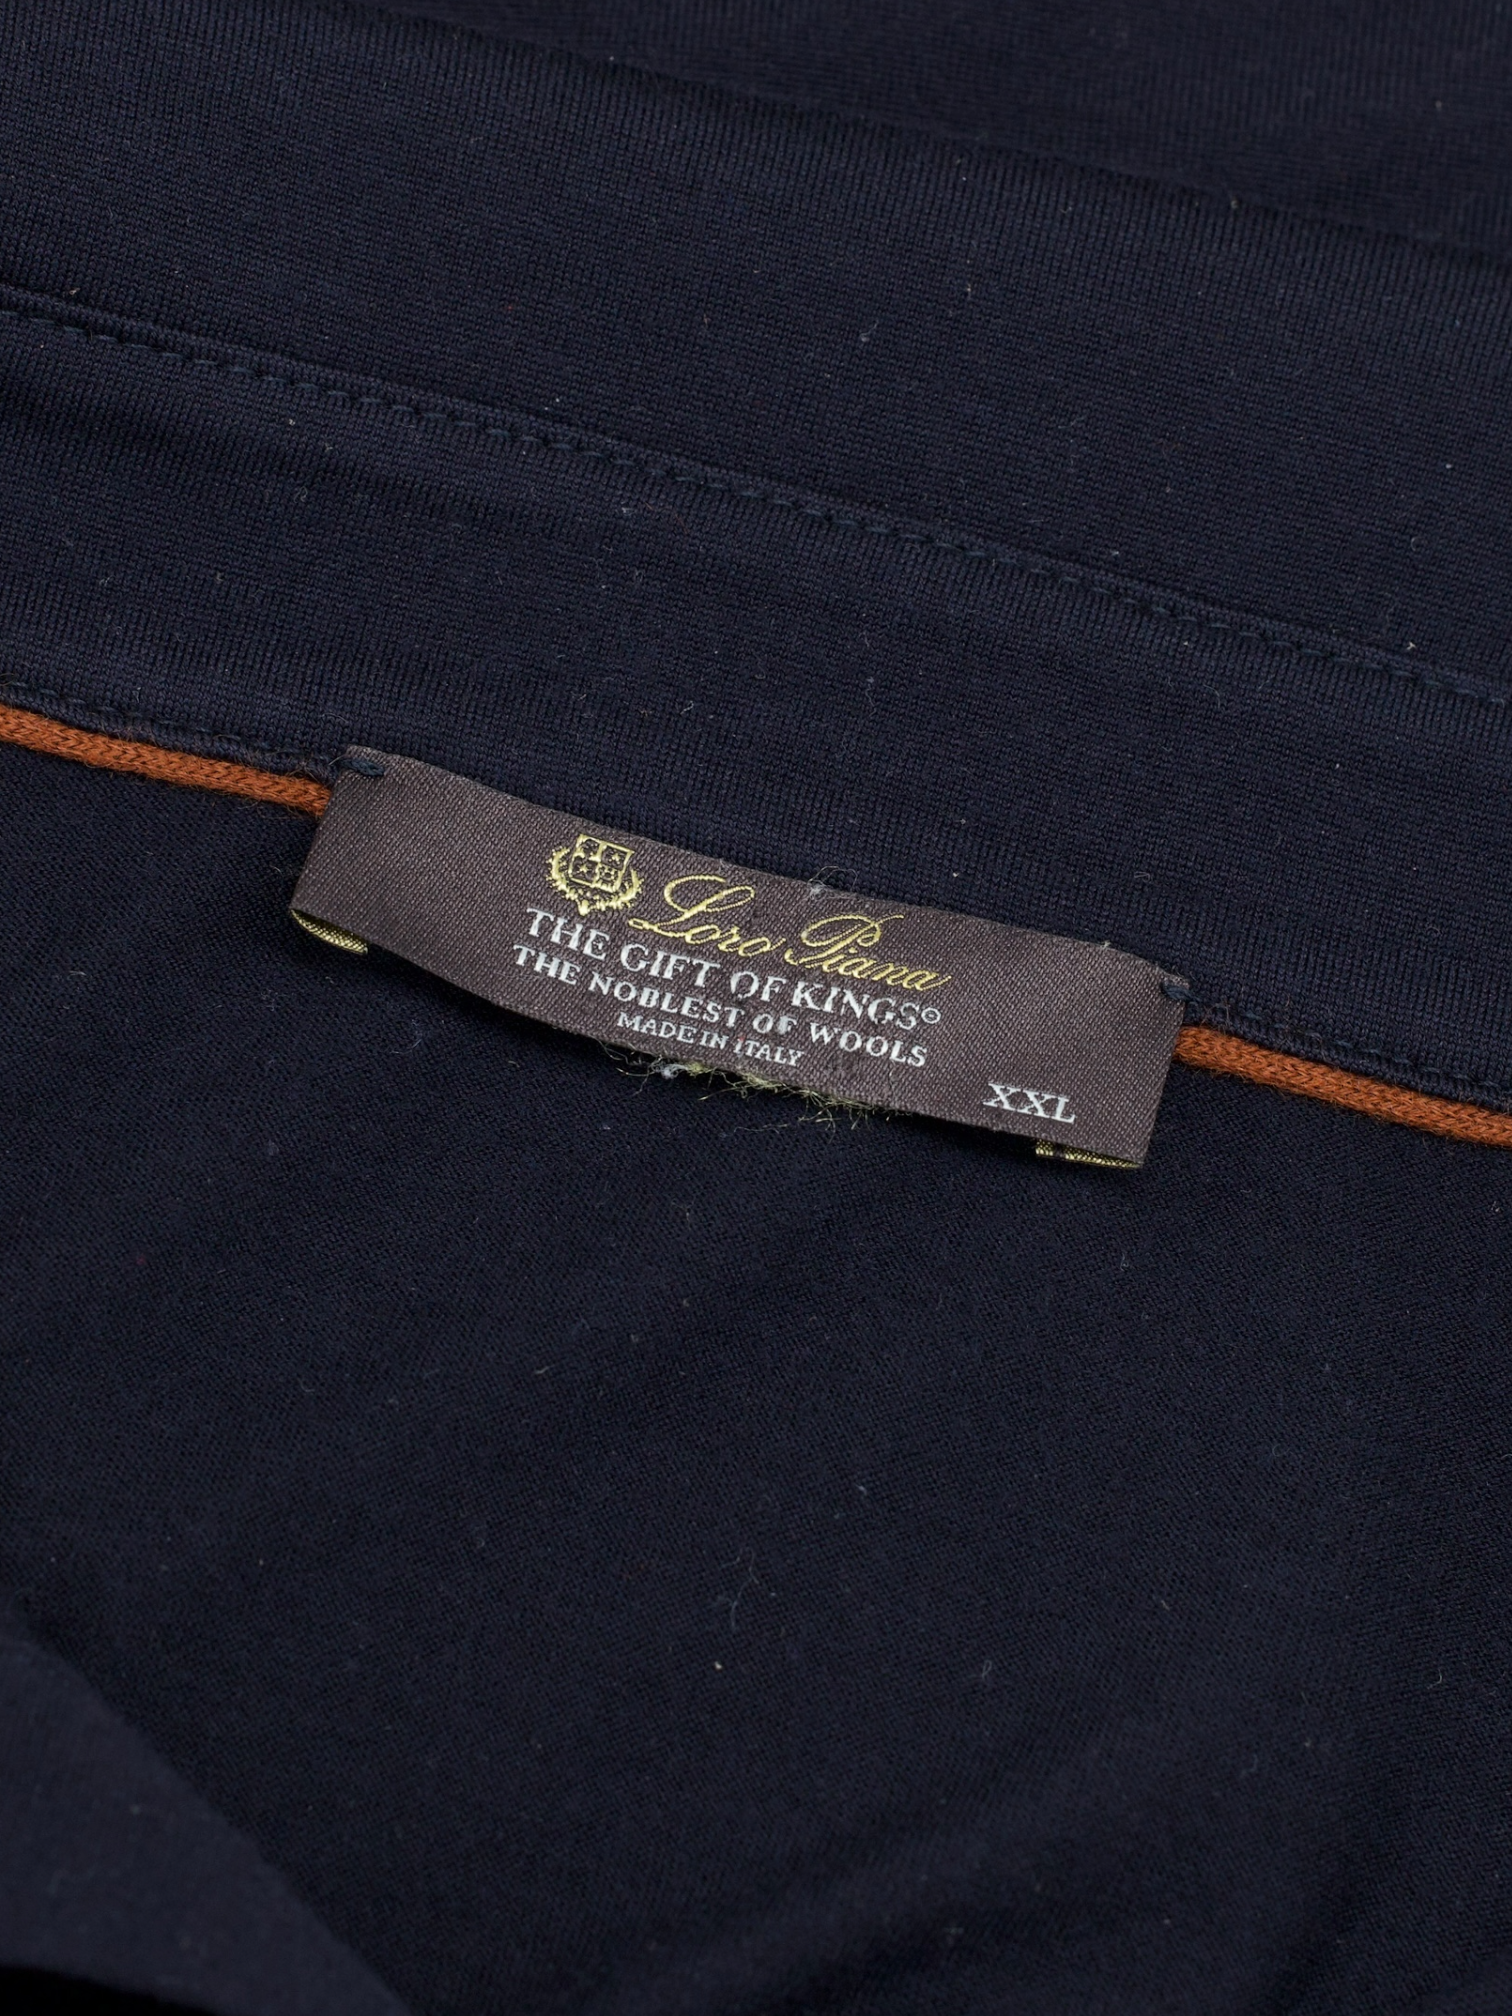 Loro Piana
THE GIFT OF KINGS®
THE NOBLEST OF WOOLS
MADE IN ITALY
XXL